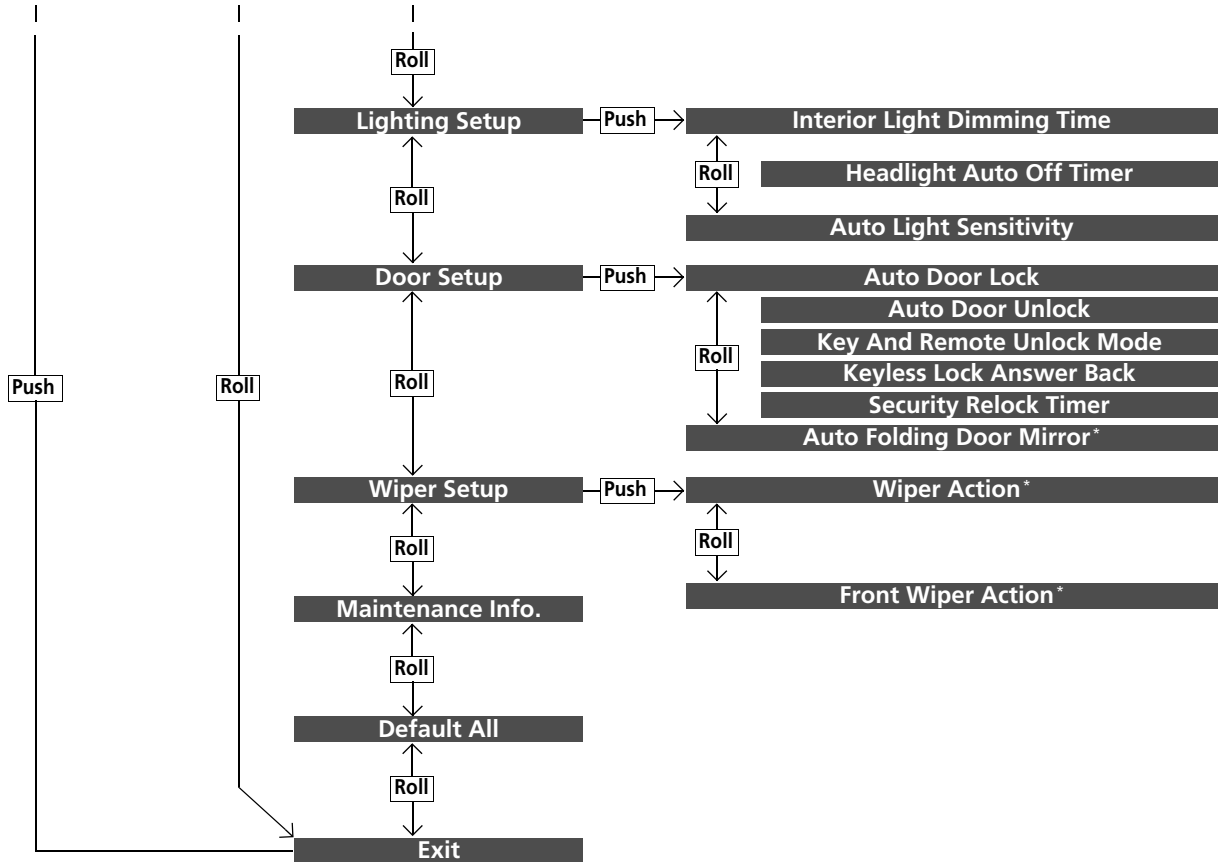 Roll
Lighting Setup Push Interior Light Dimming Time
Roll Headlight Auto Off Timer
Roll
Auto Light Sensitivity
Door Setup Push Auto Door Lock
Auto Door Unlock
Key And Remote Unlock Mode
Roll
Push Roll Roll Keyless Lock Answer Back
Security Relock Timer
Auto Folding Door Mirror*
Wiper Setup Push Wiper Action*
Roll Roll
Maintenance Info. Front Wiper Action*
Roll
Default All
Roll
Exit